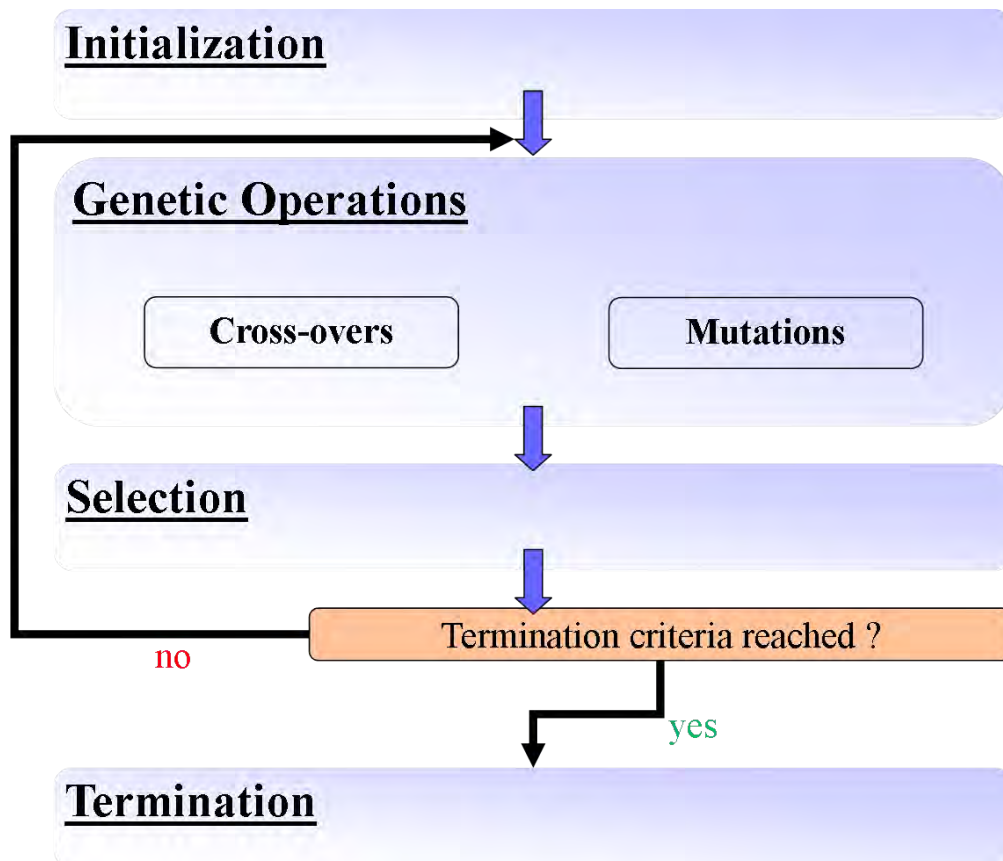 Initialization
Genetic Operations
Cross-overs
Mutations
Selection
Termination criteria reached ?
no
yes
Termination